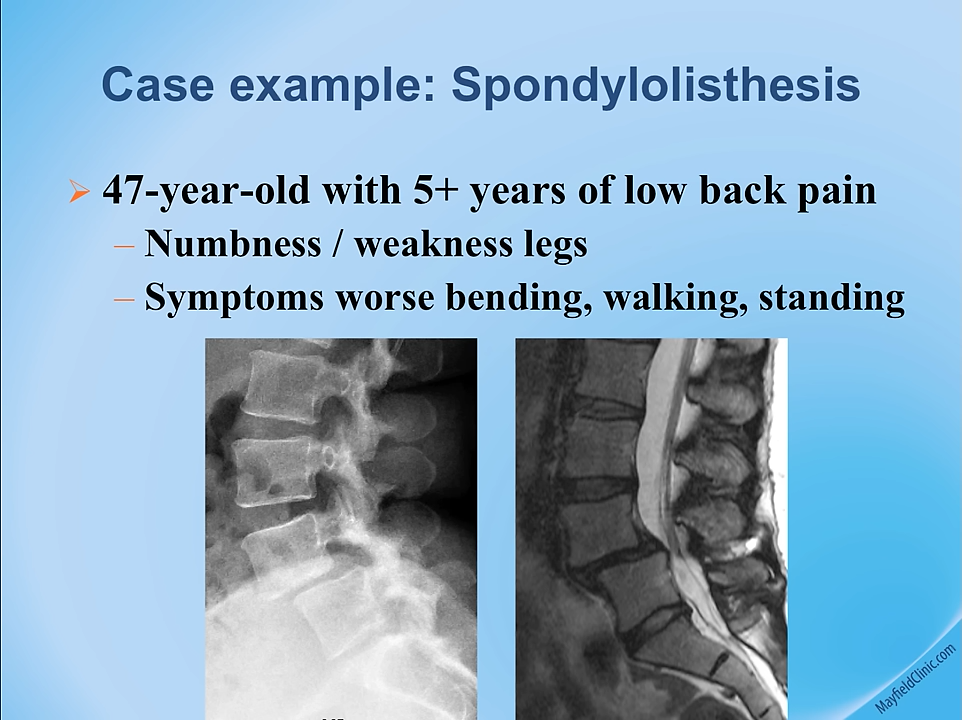 Case example: Spondylolisthesis
47-year-old with 5+ years of low back pain
– Numbness / weakness legs
– Symptoms worse bending, walking, standing
MayfieldClinic.com